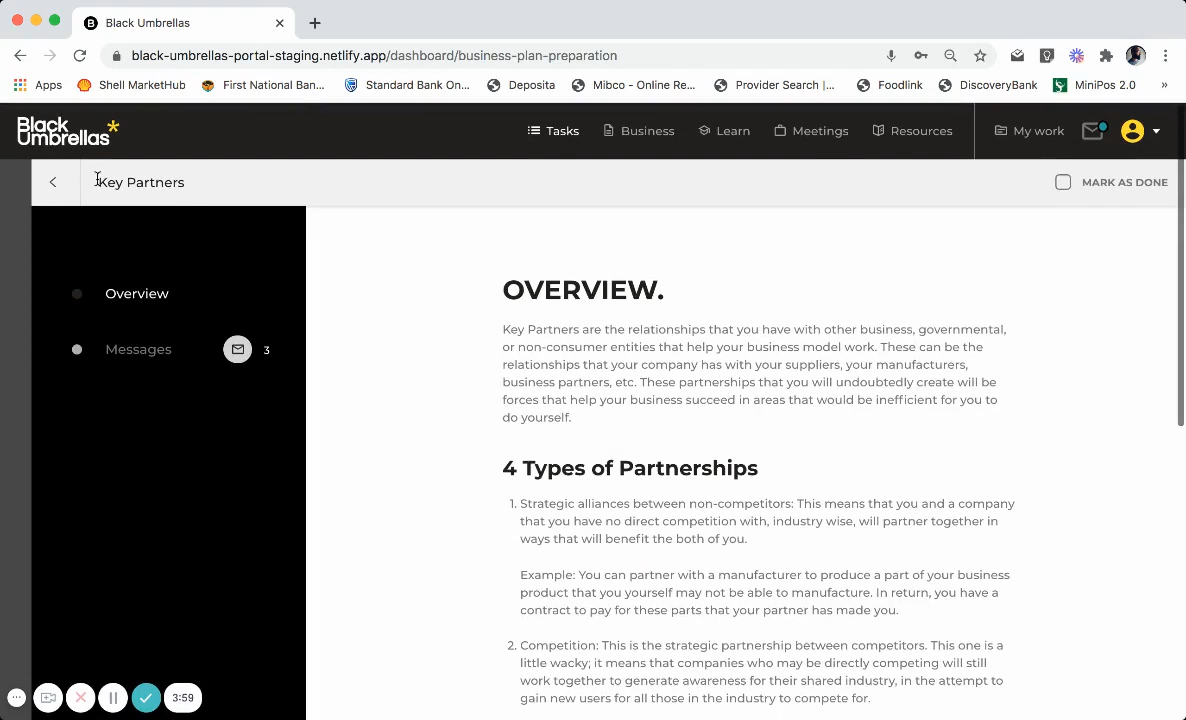 Black Umbrellas
black-umbrellas-portal-staging.netlify.app/dashboard/business-plan-preparation
Apps
Shell MarketHub
First National Ban...
Standard Bank On...
Deposita
Mibco - Online Re...
Provider Search |...
Foodlink
DiscoveryBank
MiniPos 2.0
»
Black
Umbrellas*
Tasks
Business
Learn
Meetings
Resources
My work
Key Partners
MARK AS DONE
Overview
Messages
3
OVERVIEW.
Key Partners are the relationships that you have with other business, governmental,
or non-consumer entities that help your business model work. These can be the
relationships that your company has with your suppliers, your manufacturers,
business partners, etc. These partnerships that you will undoubtedly create will be
forces that help your business succeed in areas that would be inefficient for you to
do yourself.
4 Types of Partnerships
1. Strategic alliances between non-competitors: This means that you and a company
that you have no direct competition with, industry wise, will partner together in
ways that will benefit the both of you.
Example: You can partner with a manufacturer to produce a part of your business
product that you yourself may not be able to manufacture. In return, you have a
contract to pay for these parts that your partner has made you.
2. Competition: This is the strategic partnership between competitors. This one is a
little wacky; it means that companies who may be directly competing will still
work together to generate awareness for their shared industry, in the attempt to
gain new users for all those in the industry to compete for.
3:59